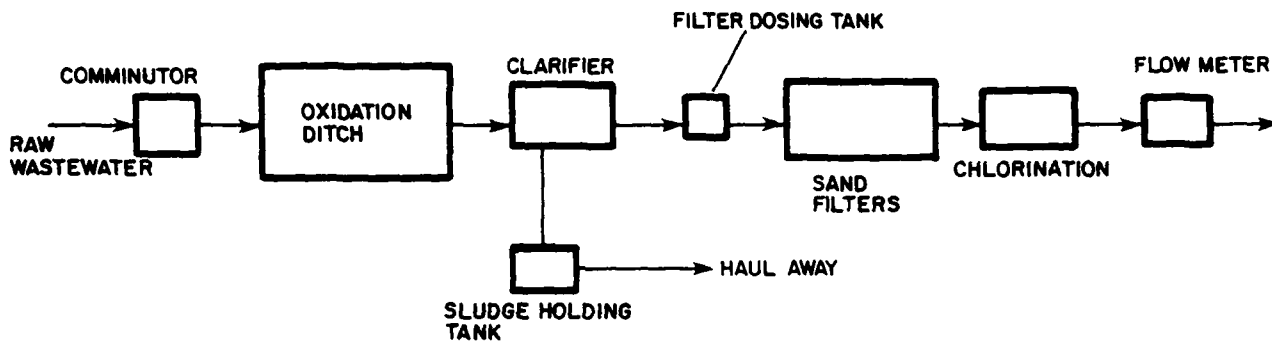 FILTER DOSING TANK
COMMINUTOR
CLARIFIER
FLOW METER
OXIDATION
DITCH
RAW
WASTEWATER
SAND
FILTERS
CHLORINATION
HAUL AWAY
SLUDGE HOLDING
TANK